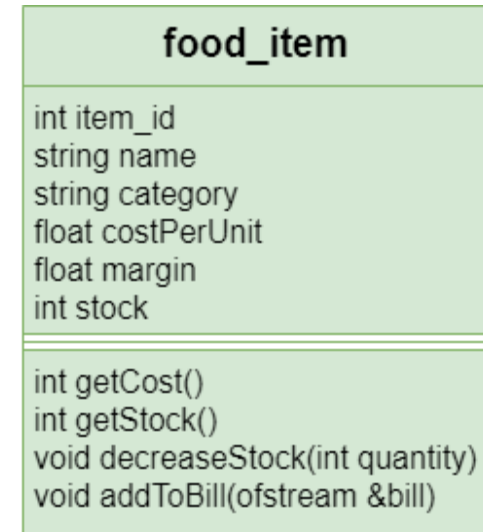 food_item
int item_id
string name
string category
float costPerUnit
float margin
int stock
int getCost()
int getStock()
void decreaseStock(int quantity)
void addToBill(ofstream &bill)